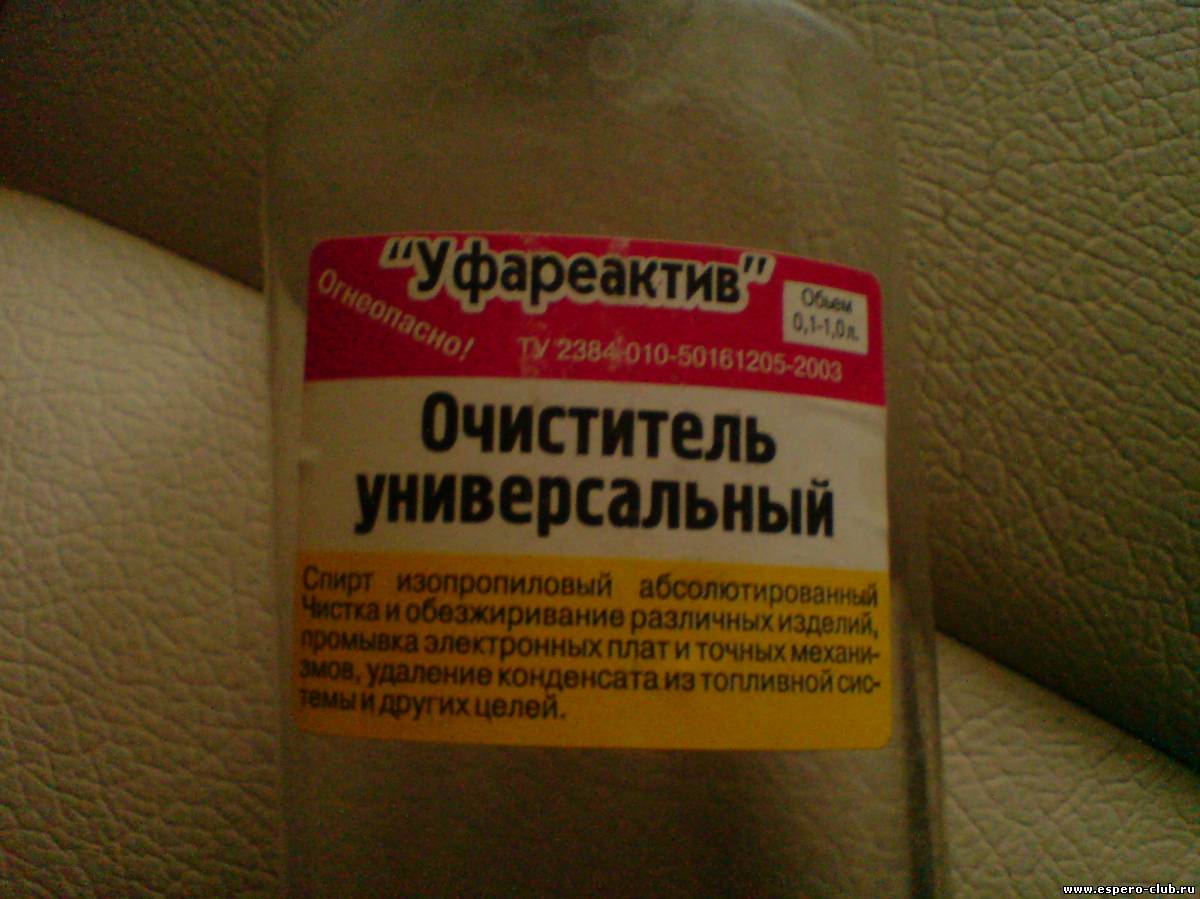 "Уфареактив"
Огнеопасно!
Объем
0,1-1,0л.
ТУ 2384-010-50161205-2003
Очиститель
универсальный
Спирт изопропиловый абсолютированный
Чистка и обезжиривание различных изделий,
промывка электронных плат и точных механи-
змов, удаление конденсата из топливной сис-
темы и других целей.
www.espero-club.ru